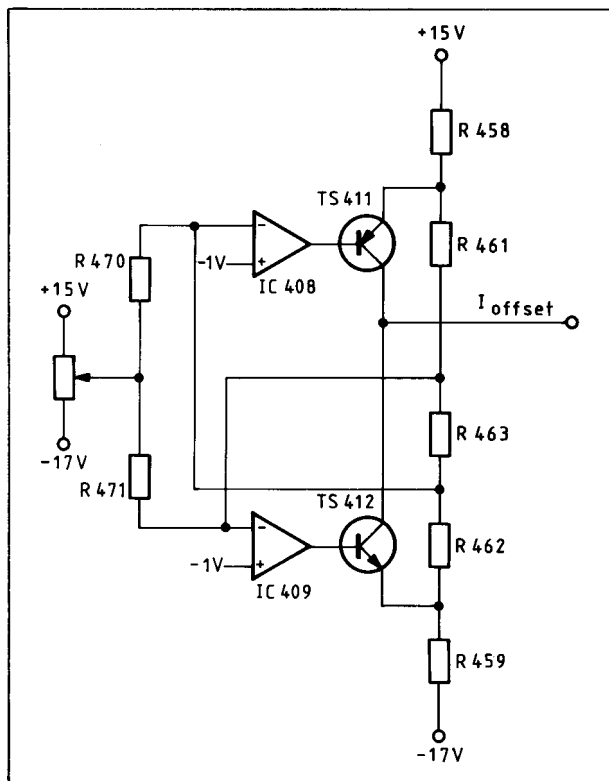 +15V
R 458
TS 411
R 461
R 470
−
-1V
+
IC 408
+15V
I offset
-17V
R 463
R 471
TS 412
−
-1V
+
R 462
IC 409
R 459
-17V